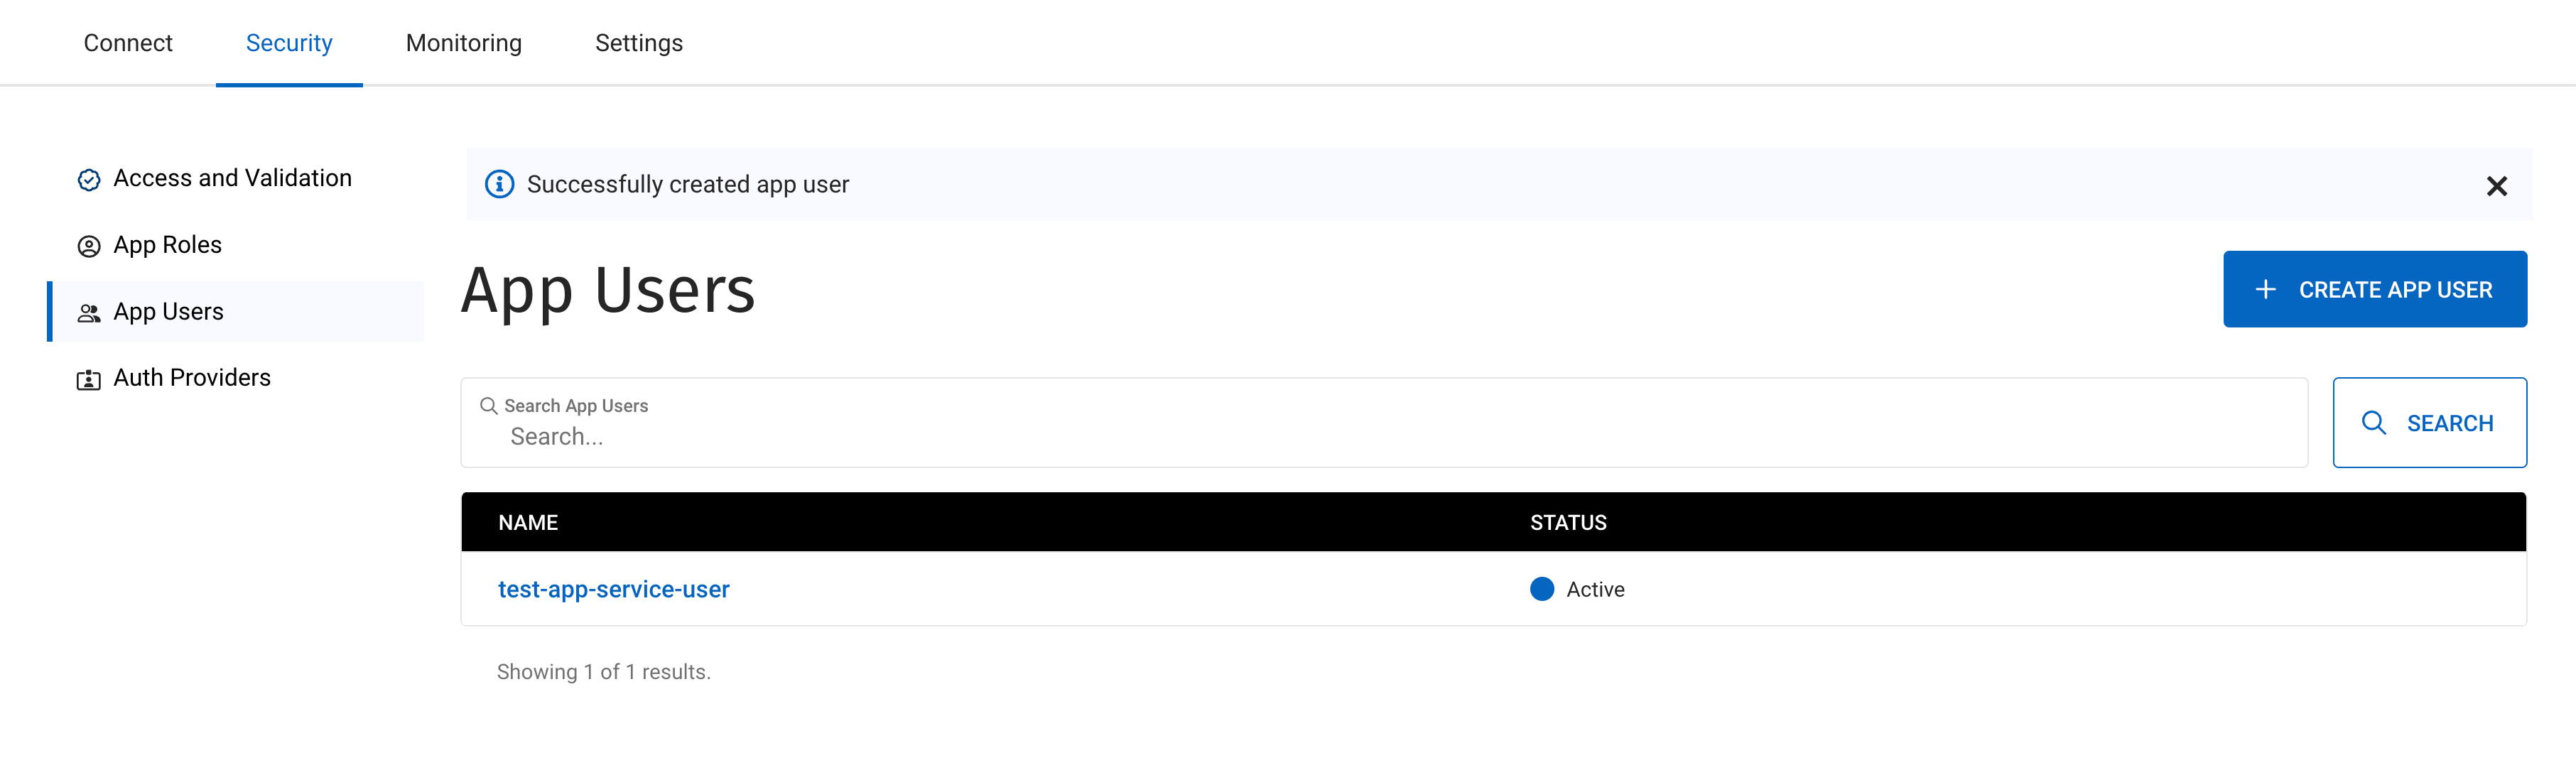 Connect
Security
Monitoring
Settings
Access and Validation
App Roles
App Users
Auth Providers
Successfully created app user
App Users
CREATE APP USER
Search App Users
Search...
SEARCH
NAME
STATUS
test-app-service-user
Active
Showing 1 of 1 results.